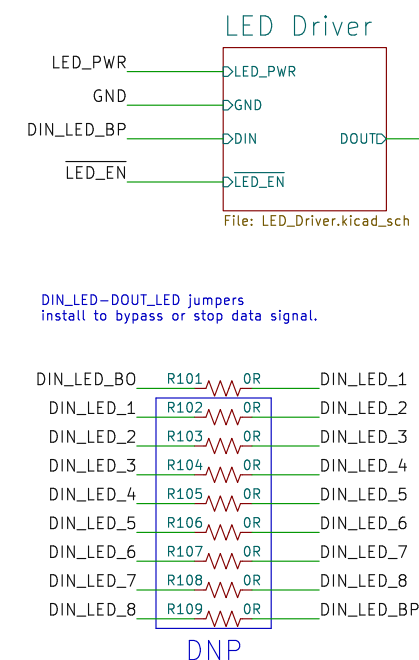 LED Driver
LED_PWR LED_PWR
GND GND
DIN_LED_BP DIN DOUT
LED_EN LED_EN
File: LED_Driver.kicad_sch
DIN_LED-DOUT_LED jumpers
install to bypass or stop data signal.
DIN_LED_BO R101 0R DIN_LED_1
DIN_LED_1 R102 0R DIN_LED_2
DIN_LED_2 R103 0R DIN_LED_3
DIN_LED_3 R104 0R DIN_LED_4
DIN_LED_4 R105 0R DIN_LED_5
DIN_LED_5 R106 0R DIN_LED_6
DIN_LED_6 R107 0R DIN_LED_7
DIN_LED_7 R108 0R DIN_LED_8
DIN_LED_8 R109 0R DIN_LED_BP
DNP